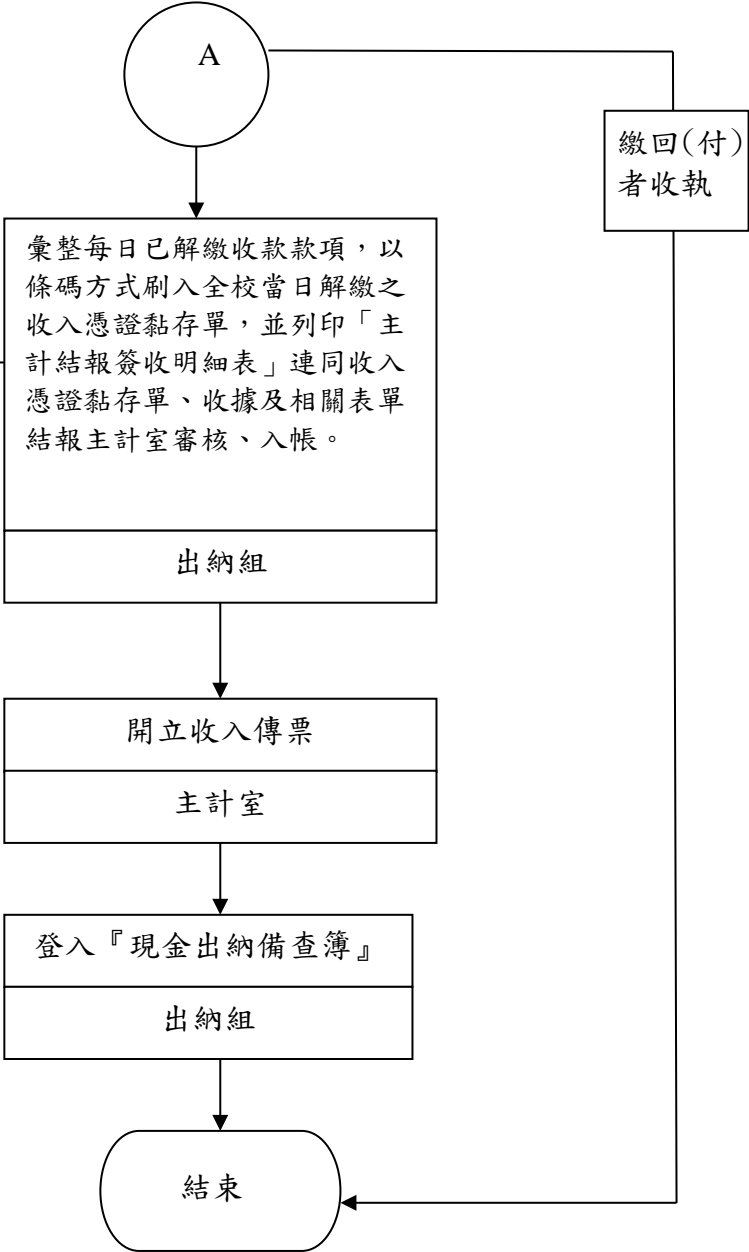 A
繳回(付)
者收執
彙整每日已解繳收款款項，以
條碼方式刷入全校當日解繳之
收入憑證黏存單，並列印「主
計結報簽收明細表」連同收入
憑證黏存單、收據及相關表單
結報主計室審核、入帳。
出納組
開立收入傳票
主計室
登入『現金出納備查簿』
出納組
結束